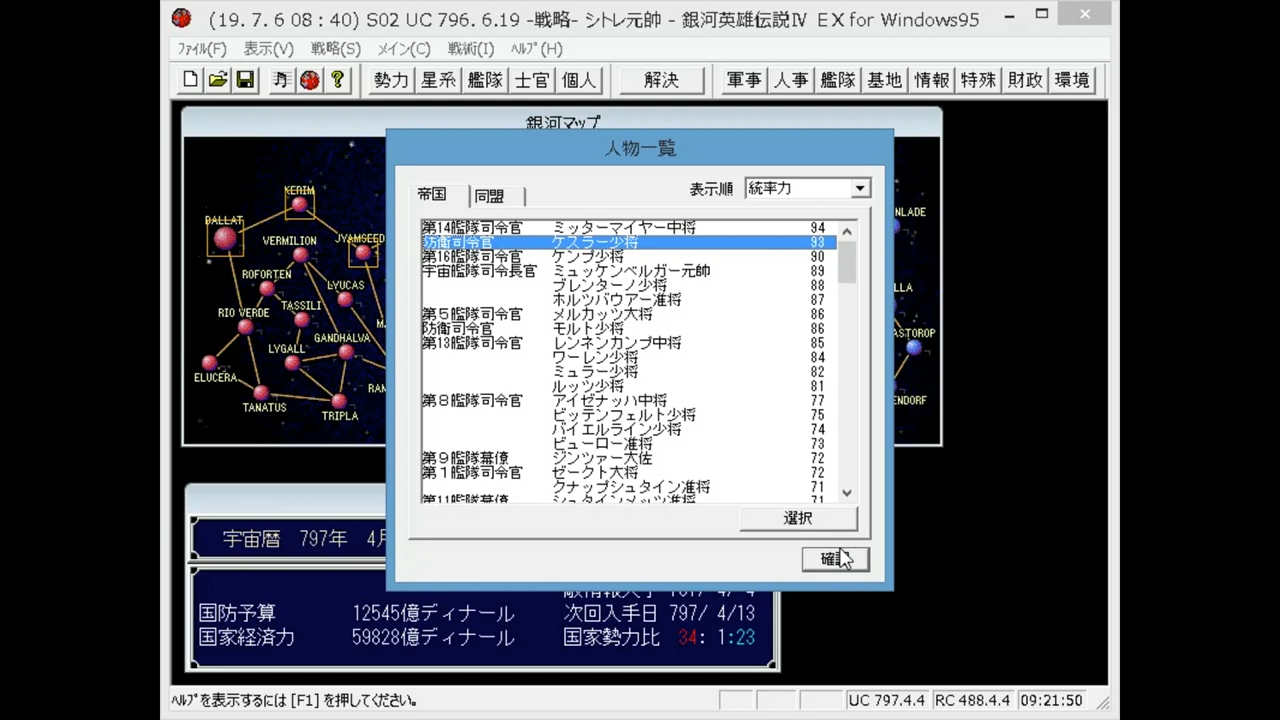 (19. 7. 6 08：40) S02 UC 796. 6.19 -戦略- シトレ元帥 - 銀河英雄伝説Ⅳ EX for Windows95
ﾌｧｲﾙ(F) 表示(V) 戦略(S) ﾒｲﾝ(C) 戦術(I) ﾍﾙﾌﾟ(H)
勢力 星系 艦隊 士官 個人 解決 軍事 人事 艦隊 基地 情報 特殊 財政 環境
銀河マップ
人物一覧
帝国 同盟 表示順 統率力
第14艦隊司令官 ミッターマイヤー中将 94
防衛司令官 ケスラー少将 93
第16艦隊司令官 ケンプ少将 90
宇宙艦隊司令長官 ミュッケンベルガー元帥 89
ブレンターノ少将 88
ホルツバウアー准将 87
第５艦隊司令官 メルカッツ大将 86
防衛司令官 モルト少将 86
第13艦隊司令官 レンネンカンプ中将 85
ワーレン少将 84
ミュラー少将 82
ルッツ少将 81
第８艦隊司令官 アイゼナッハ中将 77
ビッテンフェルト少将 75
バイエルライン少将 74
ビューロー准将 73
第９艦隊幕僚 ジンツァー大佐 72
第１艦隊司令官 ゼークト大将 72
クナップシュタイン准将 71
第11艦隊幕僚 シュタインメッツ准将 71
選択
XERIM
DALLAT
VERMILION
JYAMSEED
ROFORTEN
LYUCAS
RIO VERDE
TASSILI
GANDHALVA
LYGALL
ELUCERA
TANATUS
TRIPLA
RAN
NLADE
LLA
ASTOROP
ENDORF
宇宙暦 797年 4月
国防予算 12545億ディナール 次回入手日 797/ 4/13
国家経済力 59828億ディナール 国家勢力比 34: 1:23
ﾍﾙﾌﾟを表示するには [F1] を押してください。 UC 797.4.4 RC 488.4.4 09:21:50